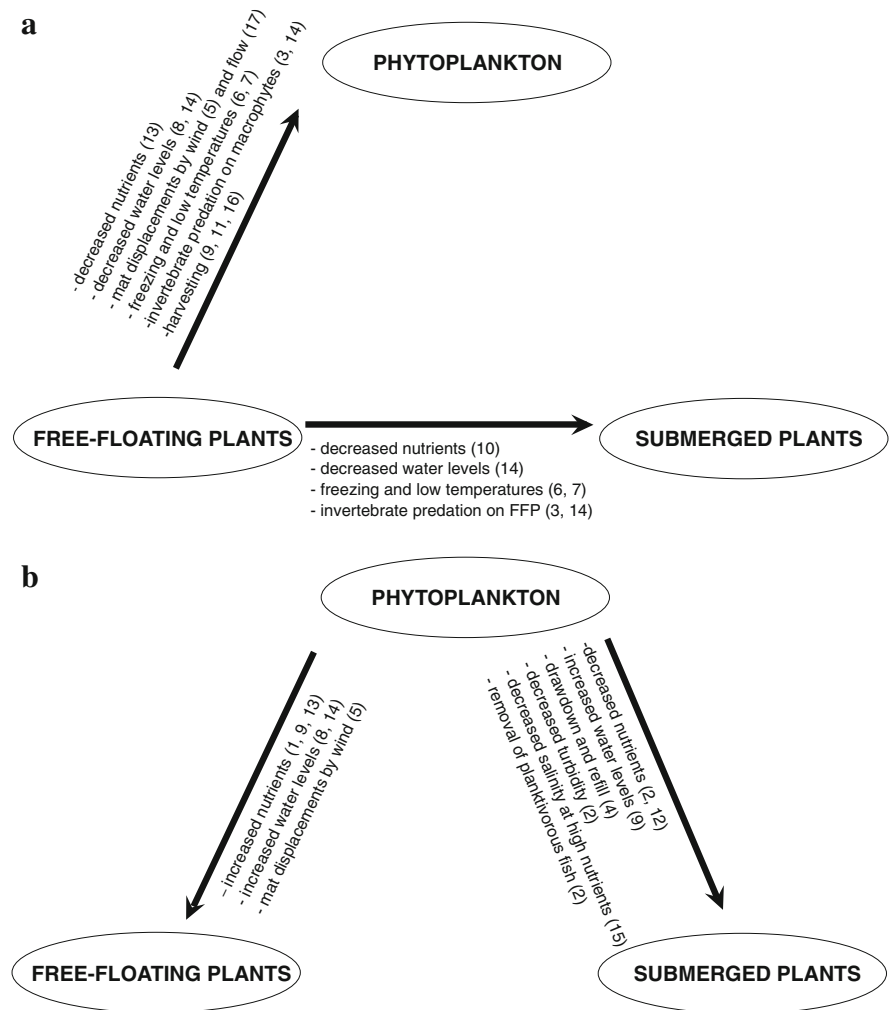 a
PHYTOPLANKTON
- decreased nutrients (13)
- decreased water levels (8, 14)
- mat displacements by wind (5) and flow (17)
- freezing and low temperatures (6, 7)
-invertebrate predation on macrophytes (3, 14)
-harvesting (9, 11, 16)
FREE-FLOATING PLANTS
SUBMERGED PLANTS
- decreased nutrients (10)
- decreased water levels (14)
- freezing and low temperatures (6, 7)
- invertebrate predation on FFP (3, 14)
b
PHYTOPLANKTON
– increased nutrients (1, 9, 13)
- increased water levels (8, 14)
- mat displacements by wind (5)
-decreased nutrients (2, 12)
- increased water levels (9)
- drawdown and refill (4)
- decreased turbidity (2)
- decreased salinity at high nutrients (15)
- removal of planktivorous fish (2)
FREE-FLOATING PLANTS
SUBMERGED PLANTS